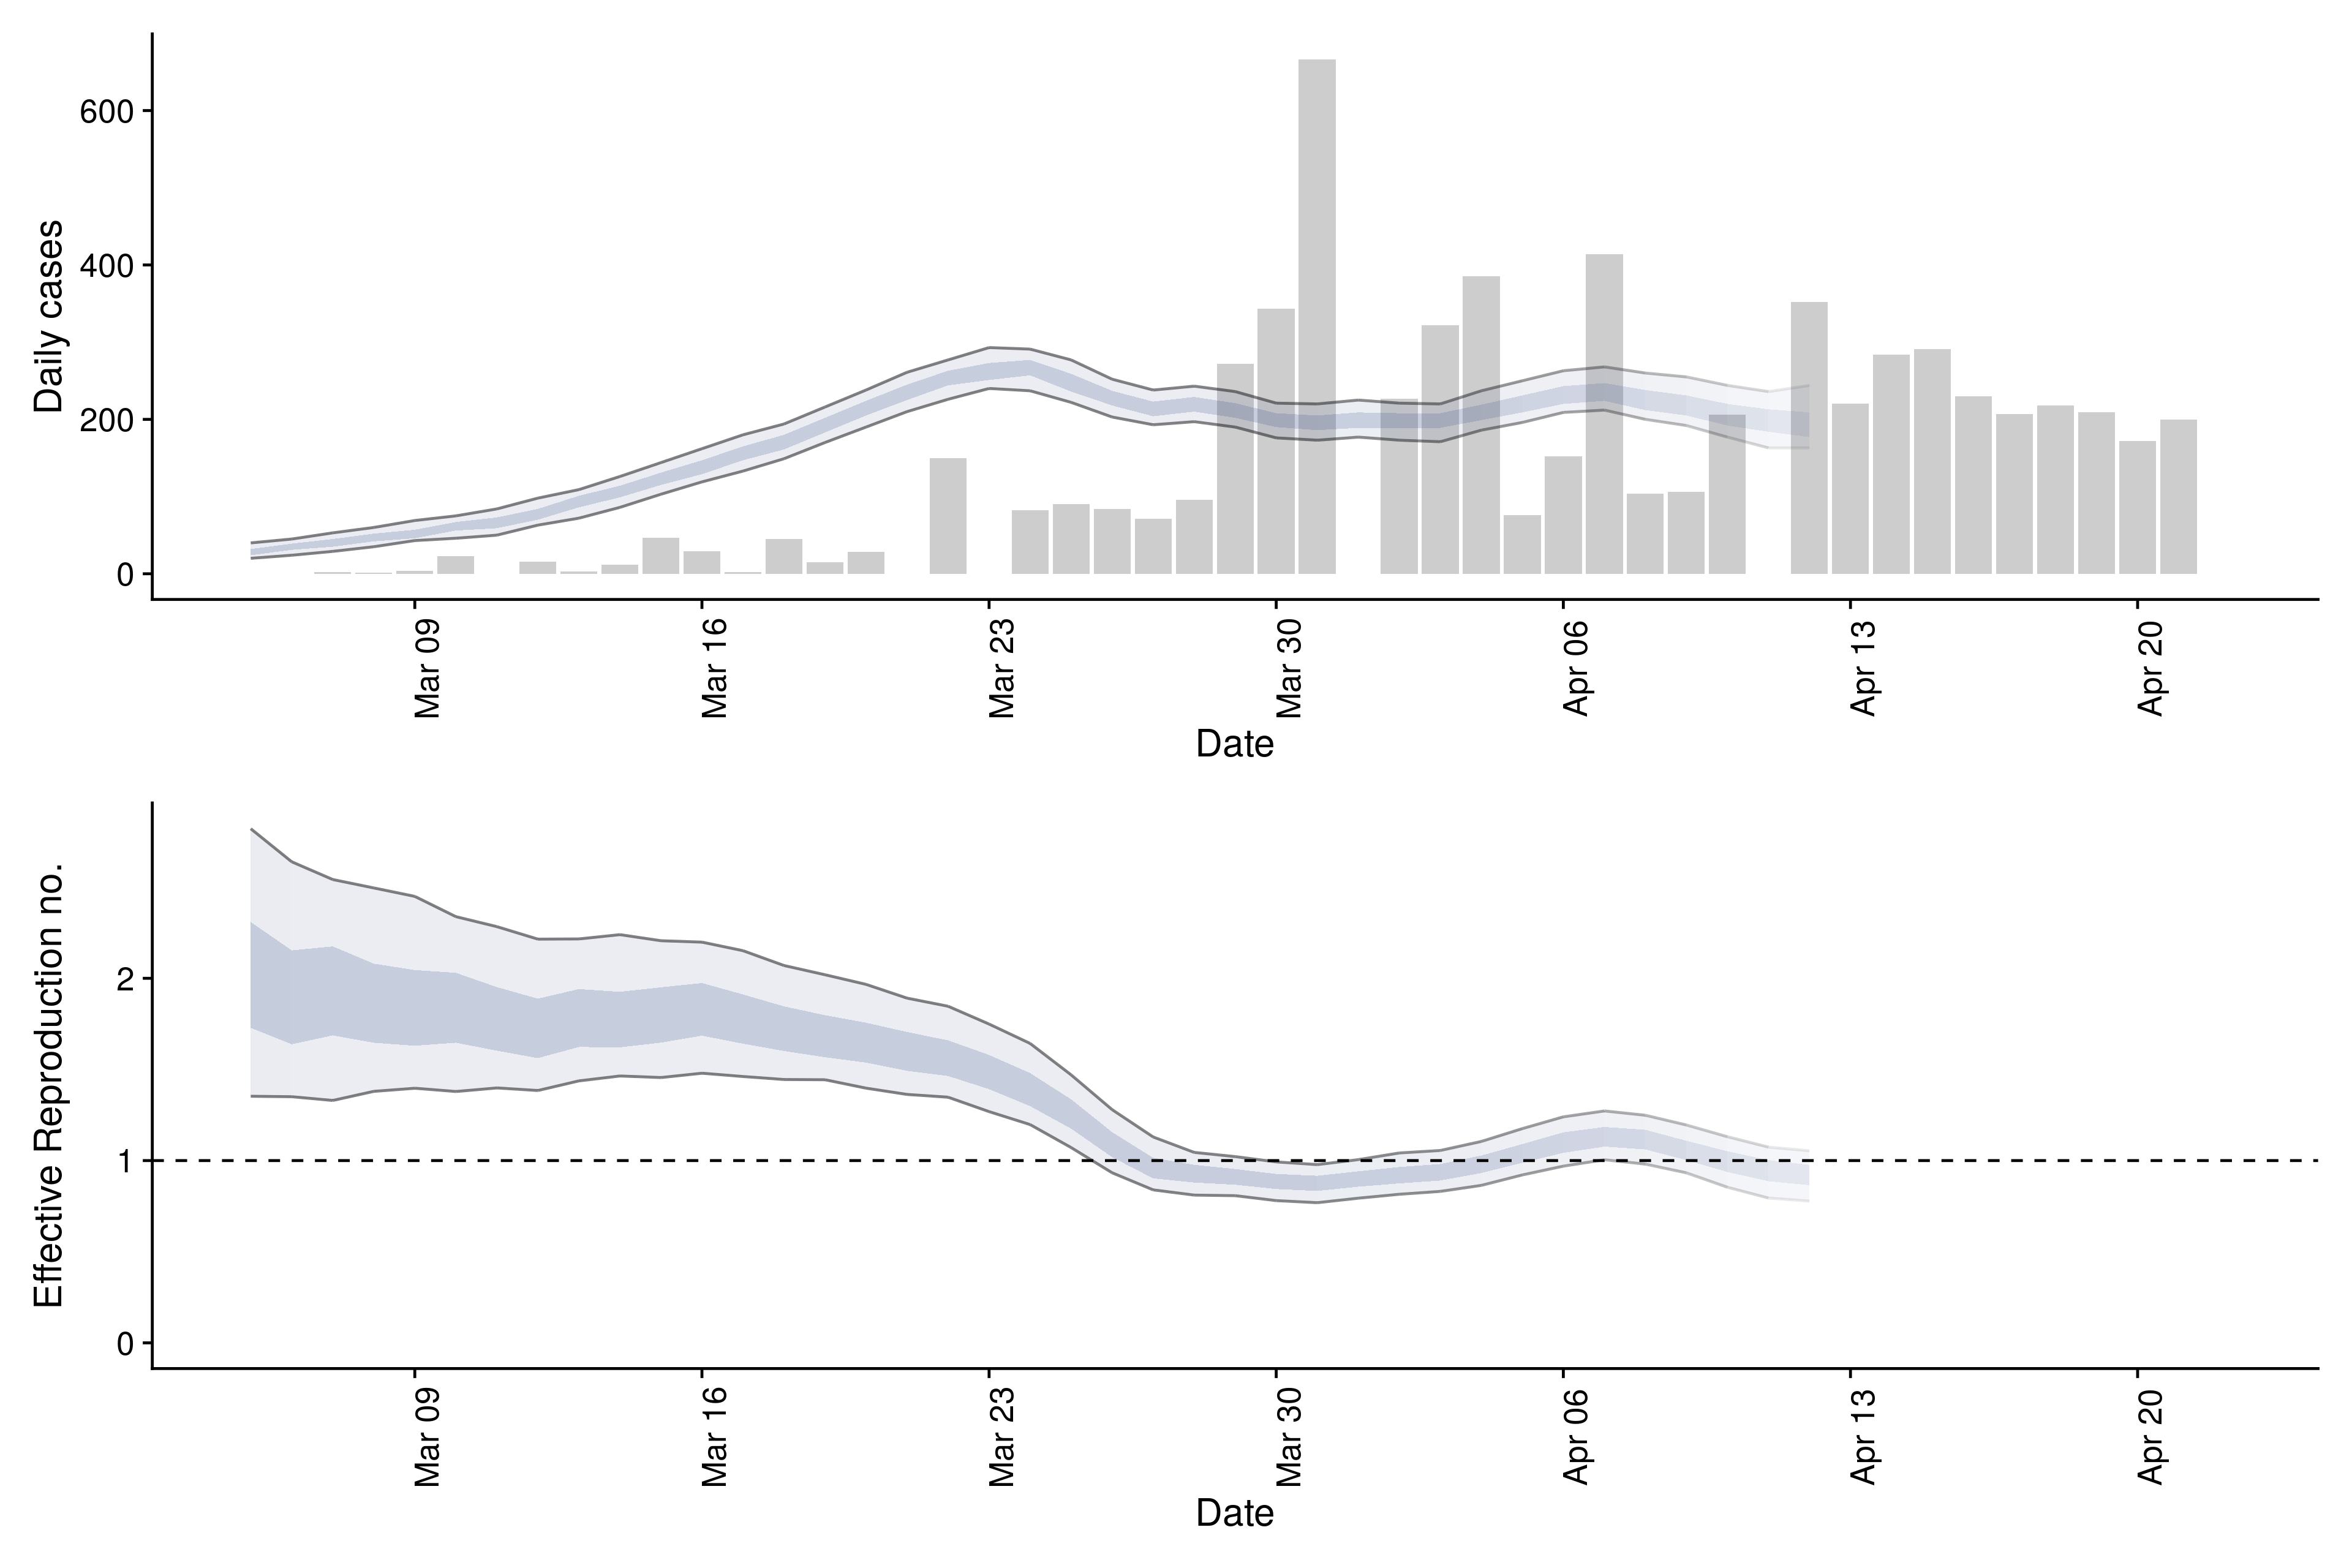 Daily cases
600
400
200
0
Mar 09
Mar 16
Mar 23
Mar 30
Apr 06
Apr 13
Apr 20
Date
Effective Reproduction no.
2
1
0
Mar 09
Mar 16
Mar 23
Mar 30
Apr 06
Apr 13
Apr 20
Date